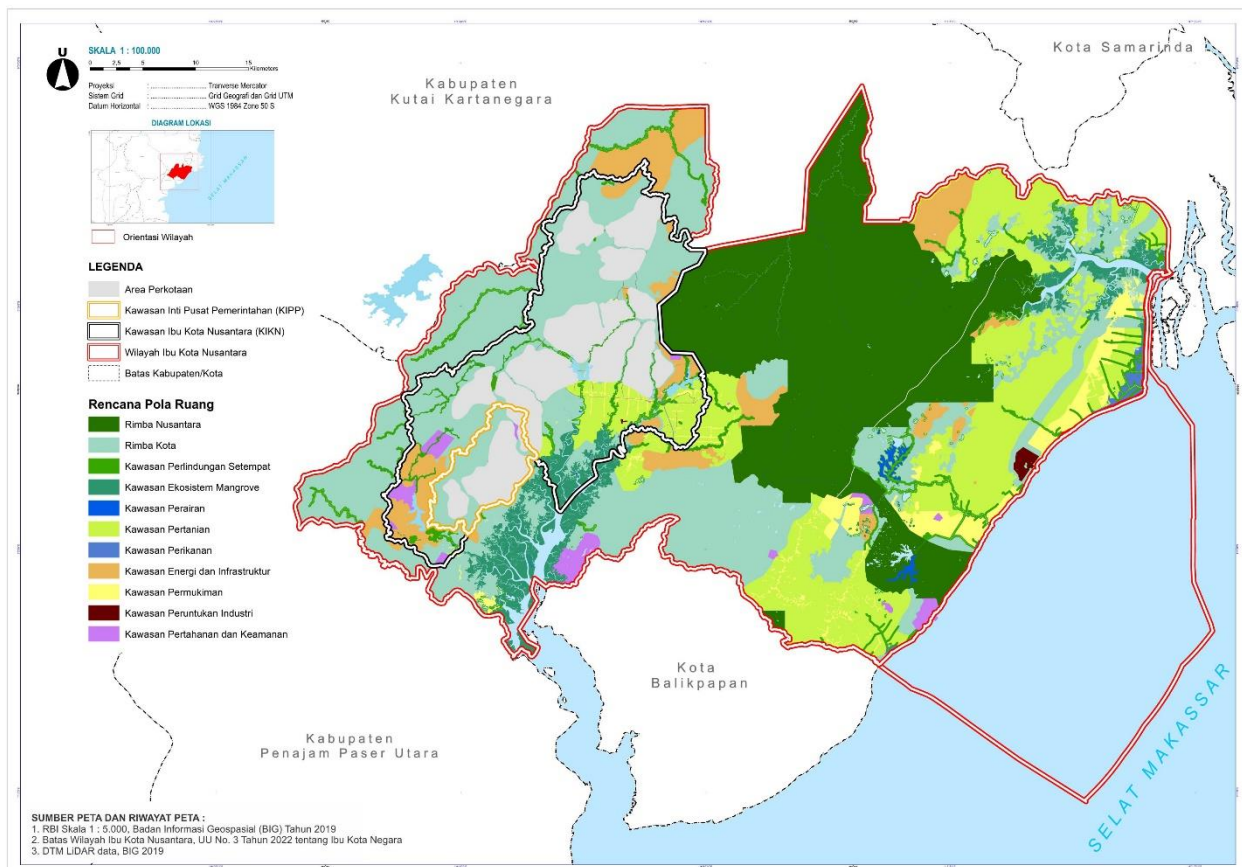 U
SKALA 1 : 100.000
0 2,5 5 10 15
Kilometers
Proyeksi : ........................ Tranverse Mercator
Sistem Grid : ........................ Grid Geografi dan Grid UTM
Datum Horizontal : ........................ WGS 1984 Zone 50 S
DIAGRAM LOKASI
SELAT MAKASSAR
Orientasi Wilayah
LEGENDA
Area Perkotaan
Kawasan Inti Pusat Pemerintahan (KIPP)
Kawasan Ibu Kota Nusantara (KIKN)
Wilayah Ibu Kota Nusantara
Batas Kabupaten/Kota
Rencana Pola Ruang
Rimba Nusantara
Rimba Kota
Kawasan Perlindungan Setempat
Kawasan Ekosistem Mangrove
Kawasan Perairan
Kawasan Pertanian
Kawasan Perikanan
Kawasan Energi dan Infrastruktur
Kawasan Permukiman
Kawasan Peruntukan Industri
Kawasan Pertahanan dan Keamanan
Kabupaten
Kutai Kartanegara
Kota Samarinda
Kota
Balikpapan
Kabupaten
Penajam Paser Utara
SELAT MAKASSAR
SUMBER PETA DAN RIWAYAT PETA :
1. RBI Skala 1 : 5.000, Badan Informasi Geospasial (BIG) Tahun 2019
2. Batas Wilayah Ibu Kota Nusantara, UU No. 3 Tahun 2022 tentang Ibu Kota Negara
3. DTM LiDAR data, BIG 2019